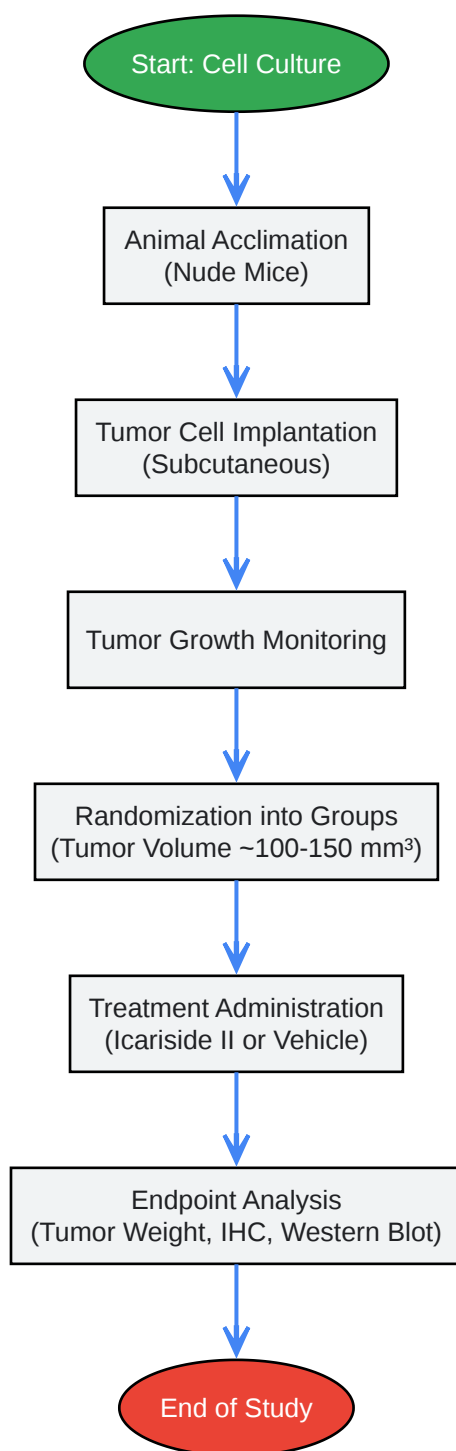 Start: Cell Culture
Animal Acclimation
(Nude Mice)
Tumor Cell Implantation
(Subcutaneous)
Tumor Growth Monitoring
Randomization into Groups
(Tumor Volume ~100-150 mm³)
Treatment Administration
(Icariside II or Vehicle)
Endpoint Analysis
(Tumor Weight, IHC, Western Blot)
End of Study